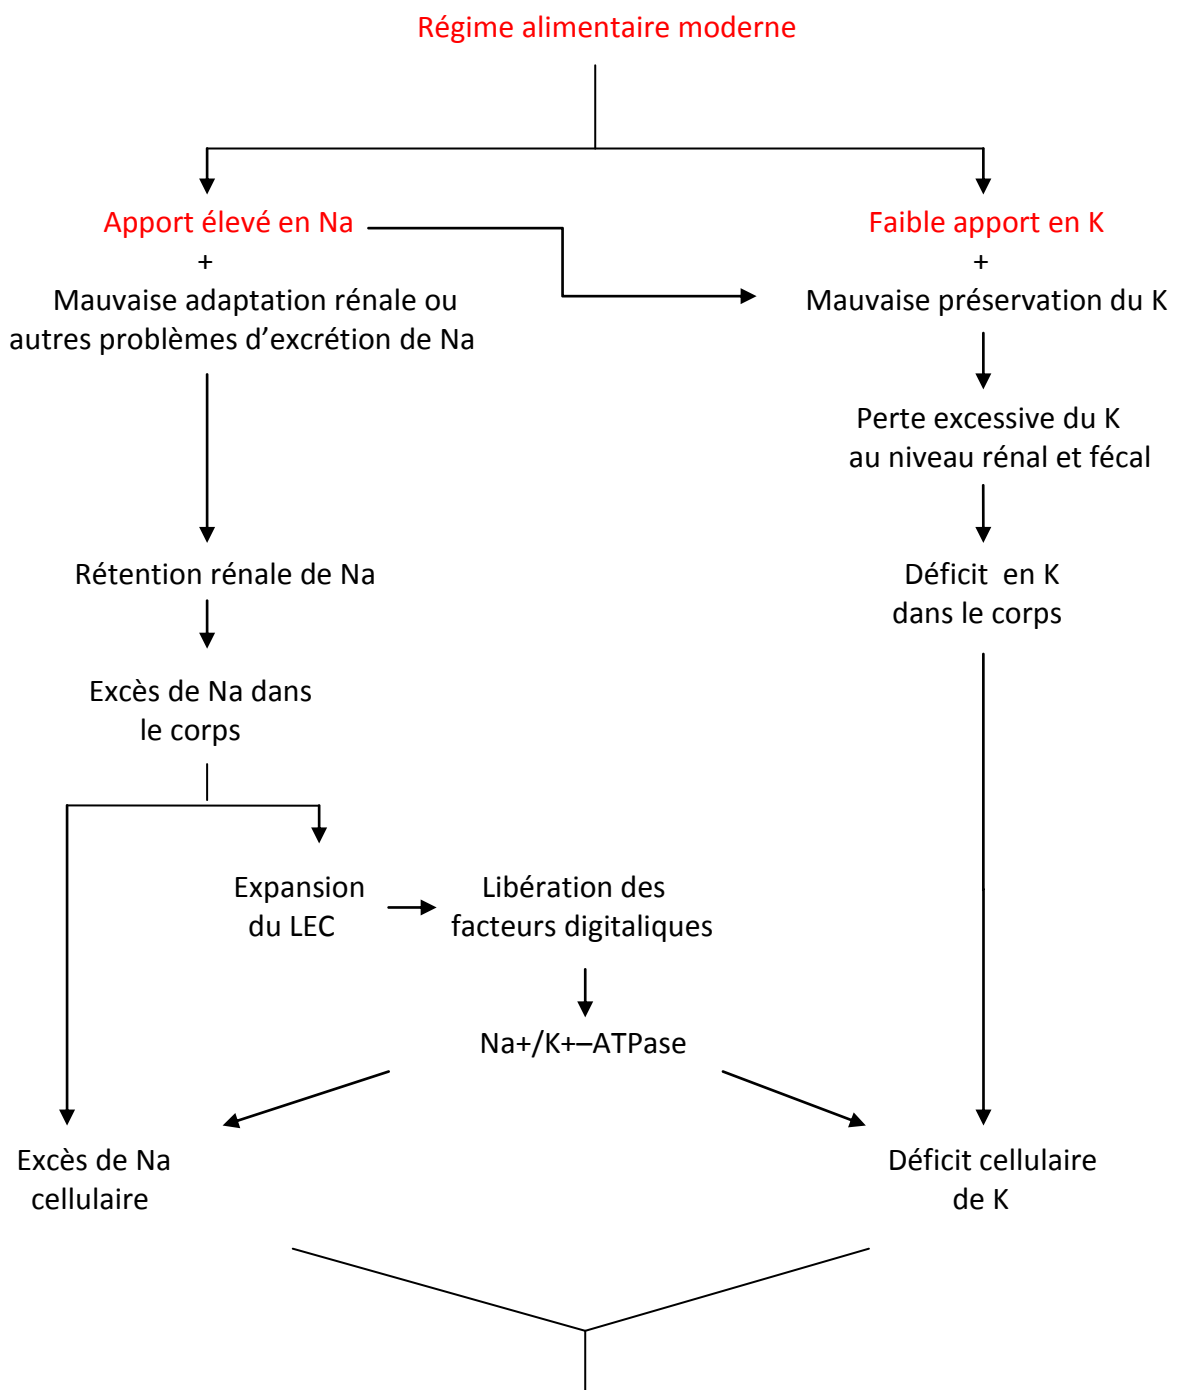 Régime alimentaire moderne
Apport élevé en Na
+
Mauvaise adaptation rénale ou
autres problèmes d’excrétion de Na
Faible apport en K
+
Mauvaise préservation du K
Perte excessive du K
au niveau rénal et fécal
Rétention rénale de Na
Déficit en K
dans le corps
Excès de Na dans
le corps
Expansion
du LEC
Libération des
facteurs digitaliques
Na+/K+–ATPase
Excès de Na
cellulaire
Déficit cellulaire
de K